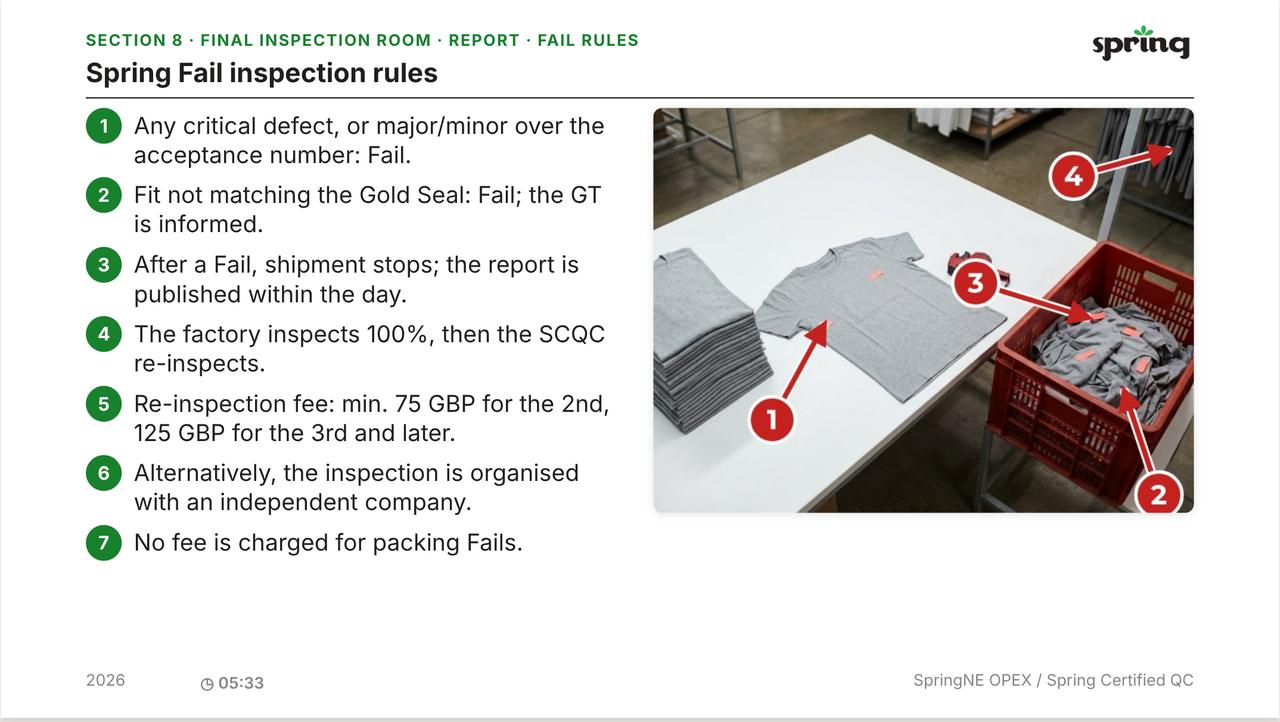 SECTION 8 · FINAL INSPECTION ROOM · REPORT · FAIL RULES
spring
Spring Fail inspection rules
1 Any critical defect, or major/minor over the
acceptance number: Fail.
2 Fit not matching the Gold Seal: Fail; the GT
is informed.
3 After a Fail, shipment stops; the report is
published within the day.
4 The factory inspects 100%, then the SCQC
re-inspects.
5 Re-inspection fee: min. 75 GBP for the 2nd,
125 GBP for the 3rd and later.
6 Alternatively, the inspection is organised
with an independent company.
7 No fee is charged for packing Fails.
4
3
1
2
2026
05:33
SpringNE OPEX / Spring Certified QC